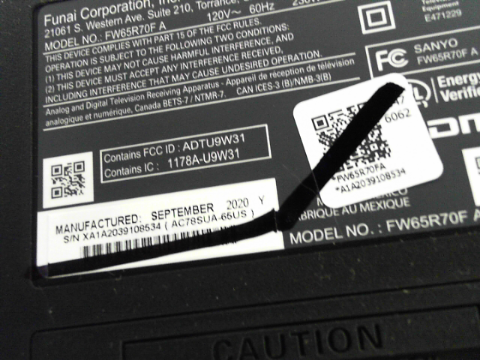 Funai Corporation, Inc.
21061 S. Western Ave. Suite 210, Torrance,
MODEL NO.: FW65R70F A 120V~ 60Hz
THIS DEVICE COMPLIES WITH PART 15 OF THE FCC RULES.
OPERATION IS SUBJECT TO THE FOLLOWING TWO CONDITIONS:
(1) THIS DEVICE MAY NOT CAUSE HARMFUL INTERFERENCE, AND
(2) THIS DEVICE MUST ACCEPT ANY INTERFERENCE RECEIVED,
INCLUDING INTERFERENCE THAT MAY CAUSE UNDESIRED OPERATION.
Analog and Digital Television Receiving Apparatus - Appareil de réception de télévision
analogique et numérique, Canada BETS-7 / NTMR-7. CAN ICES-3 (B)/NMB-3(B)
E471229
FC SANYO
FW65R70F A
Energy
Verified
Contains FCC ID : ADTU9W31
Contains IC : 1178A-U9W31
6062
*PW65R70FA
*A1A2039108534
MANUFACTURED: SEPTEMBER 2020 Y
S/N XA1A2039108534 ( AC78SUA-65US )
FABRIQUE AU MEXICO
MODEL NO. : FW65R70F A
CAUTION